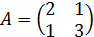 A = (2 1
1 3)